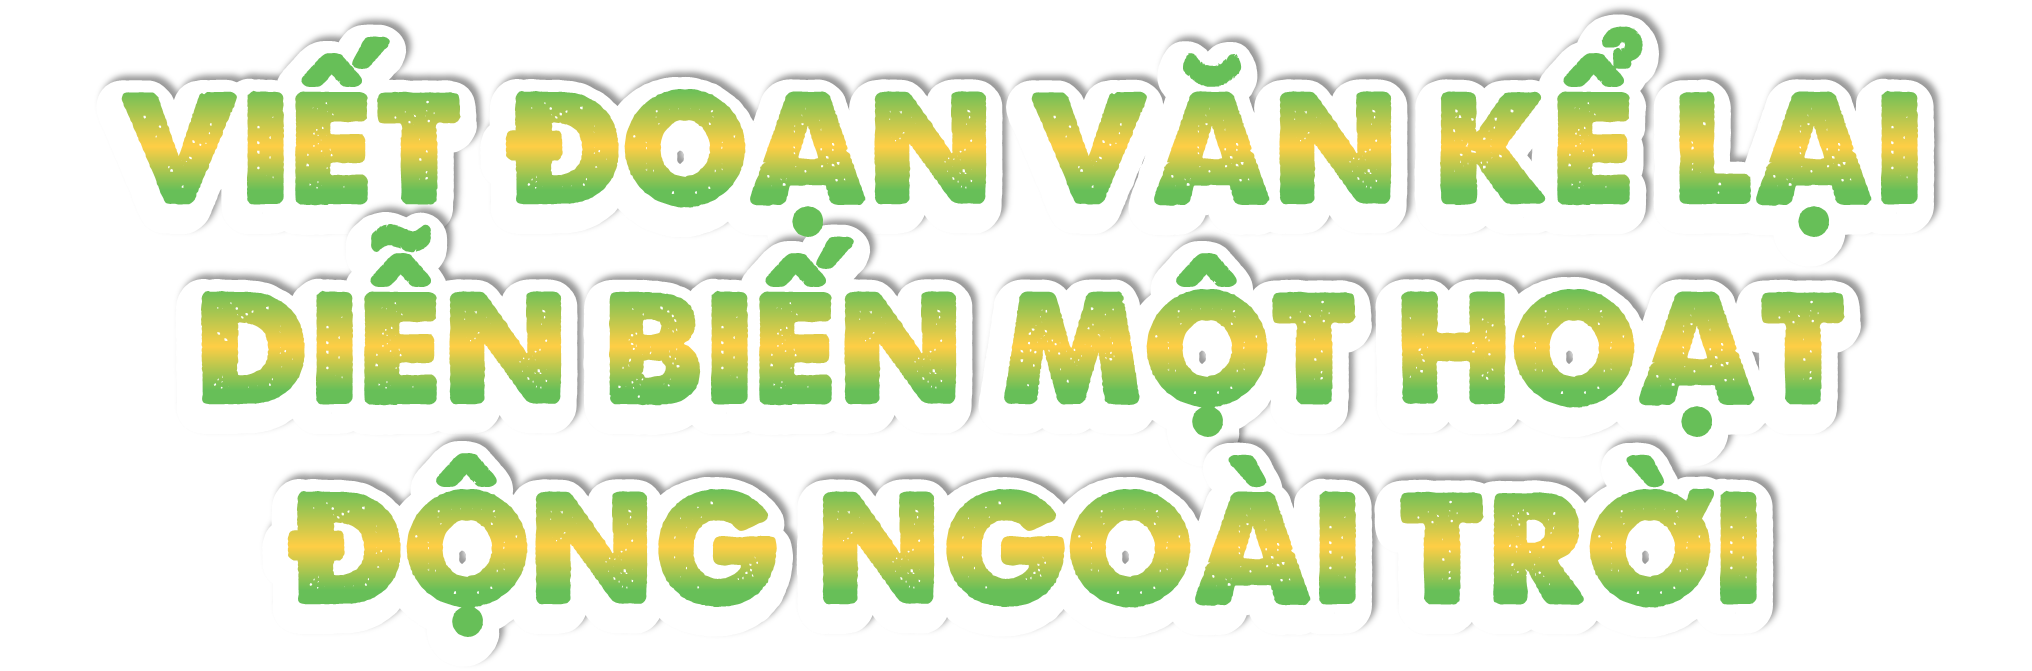 VIẾT ĐOẠN VĂN KỂ LẠI
DIỄN BIẾN MỘT HOẠT
ĐỘNG NGOÀI TRỜI